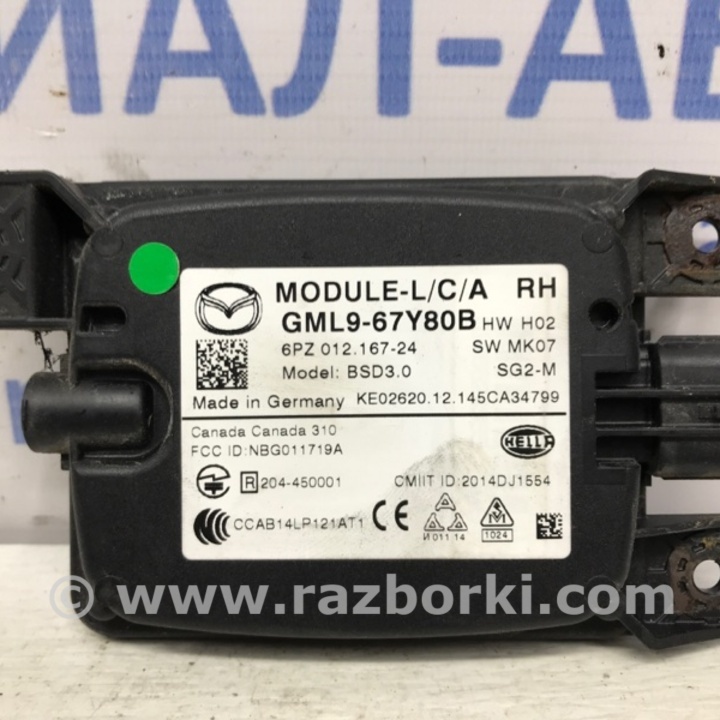 ИАЛ-АВ
MODULE-L/C/A RH
GML9-67Y80B HW H02
6PZ 012.167-24 SW MK07
Model: BSD3.0 SG2-M
Made in Germany KE02620.12.145CA34799
Canada Canada 310
FCC ID:NBG011719A
HELLA
R 204-450001 CMIIT ID:2014DJ1554
CCAB14LP121AT1
И 011 14
1024
© www.razborki.com